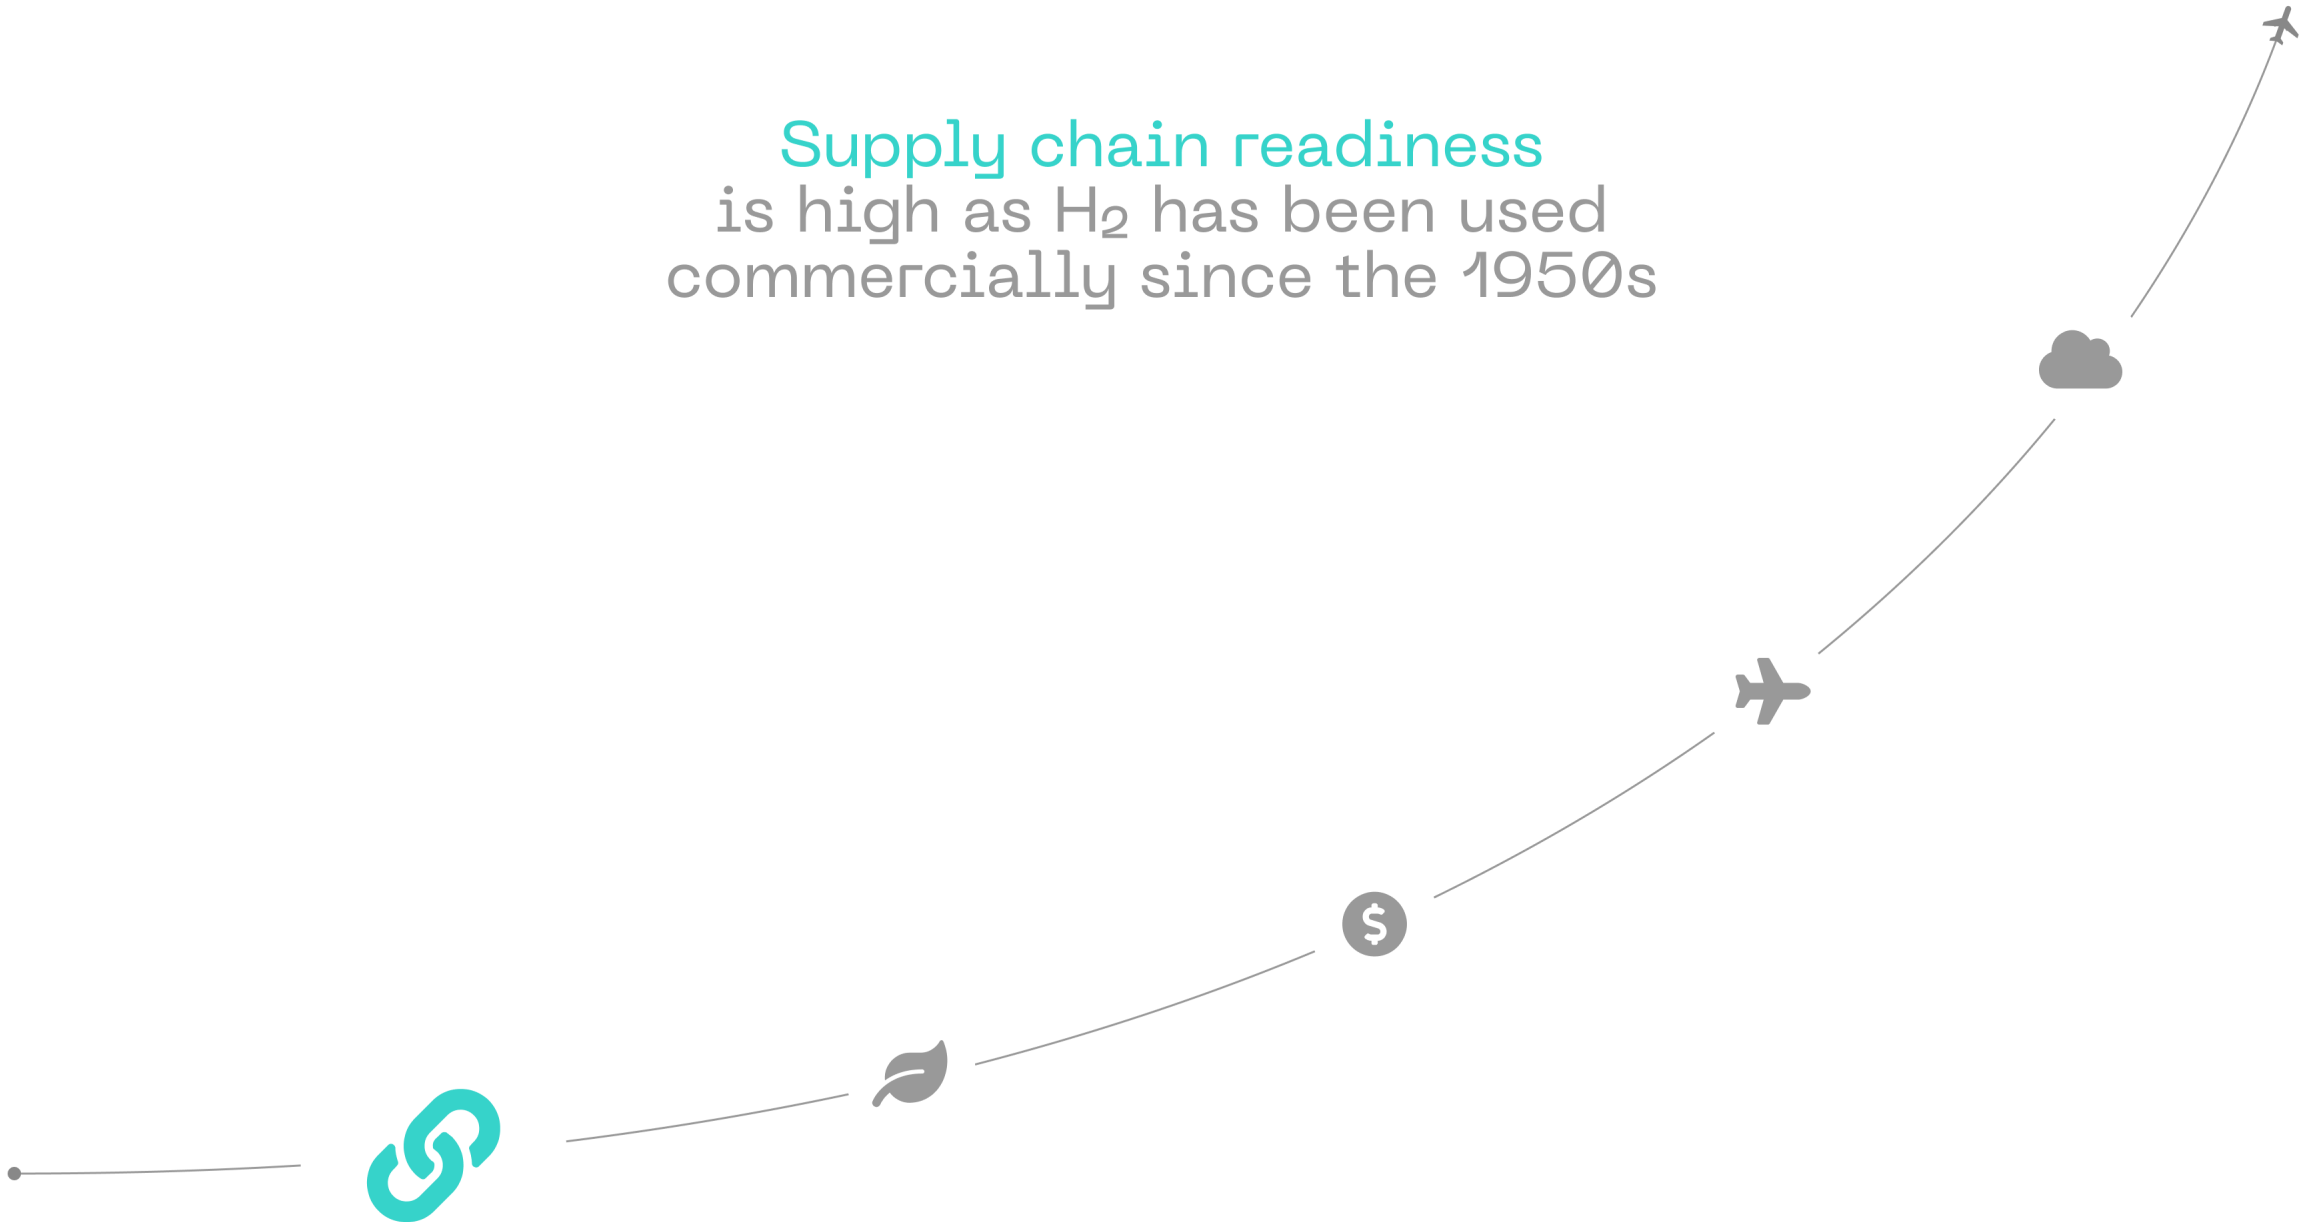 Supply chain readiness
is high as H₂ has been used
commercially since the 1950s
$